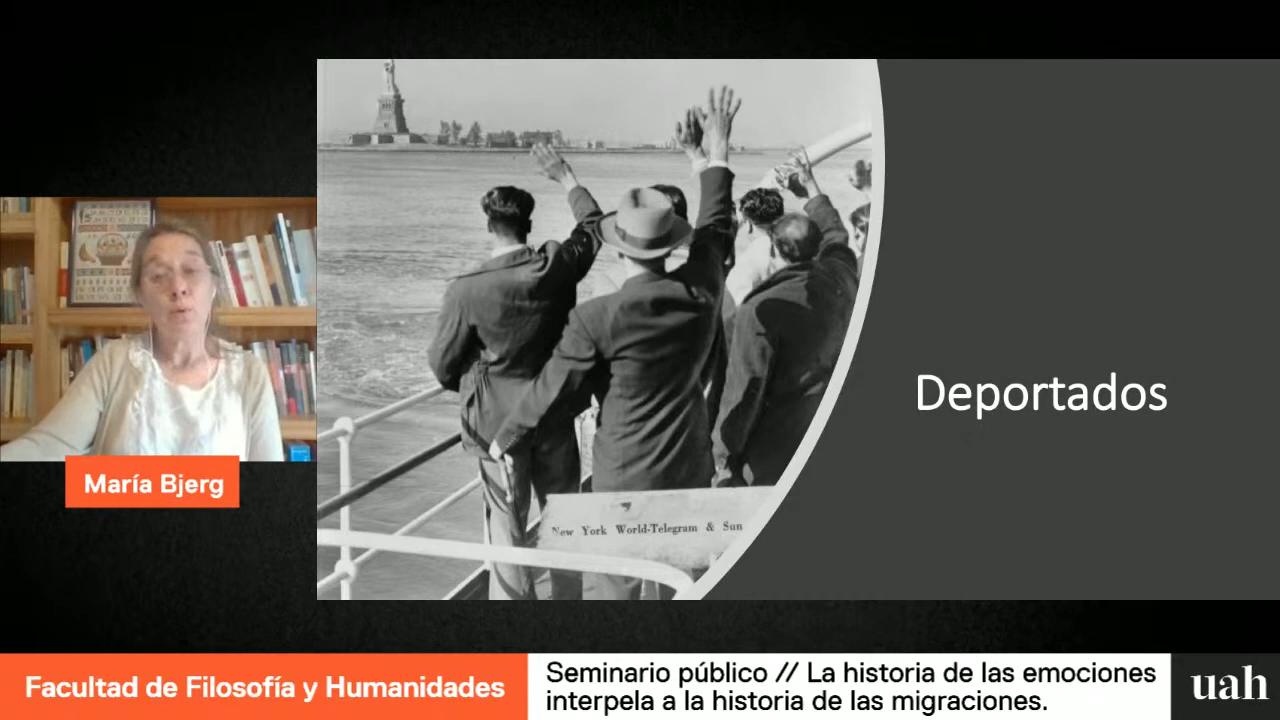 Deportados
New York World-Telegram & Sun
María Bjerg
Facultad de Filosofía y Humanidades
Seminario público // La historia de las emociones
interpela a la historia de las migraciones.
uah